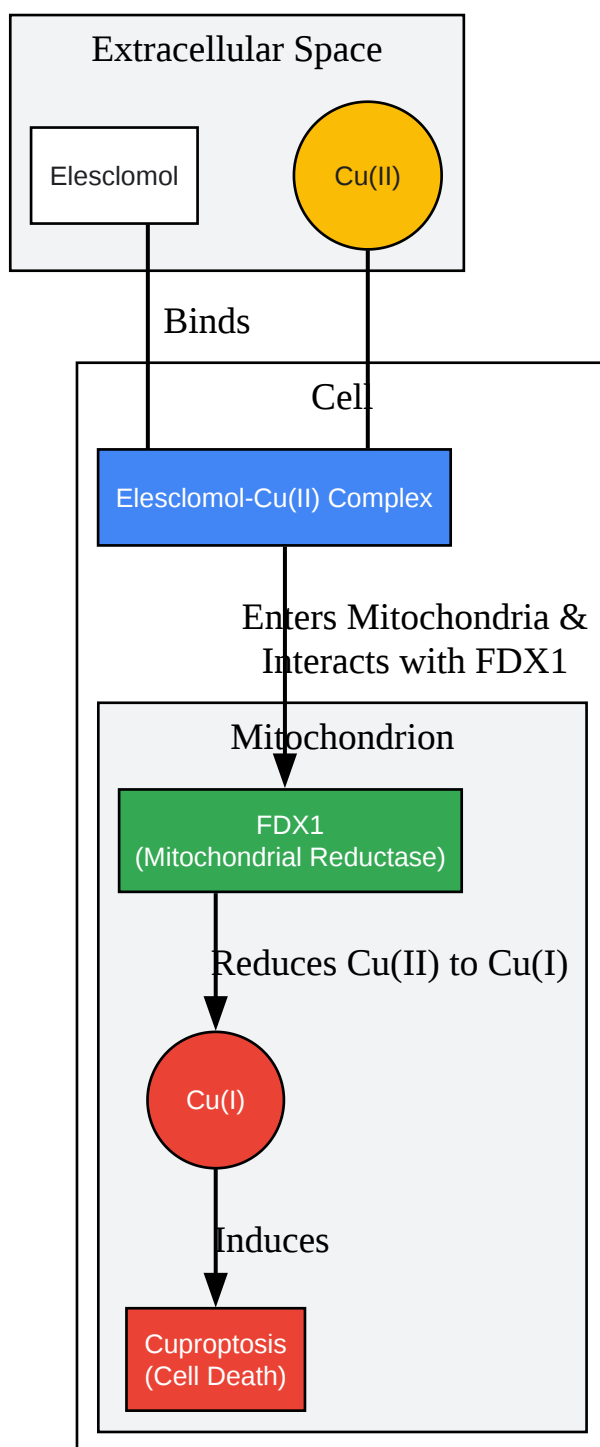 Extracellular Space
Elesclomol
Cu(II)
Binds
Cell
Elesclomol-Cu(II) Complex
Enters Mitochondria &
Interacts with FDX1
Mitochondrion
FDX1
(Mitochondrial Reductase)
Reduces Cu(II) to Cu(I)
Cu(I)
Induces
Cuproptosis
(Cell Death)